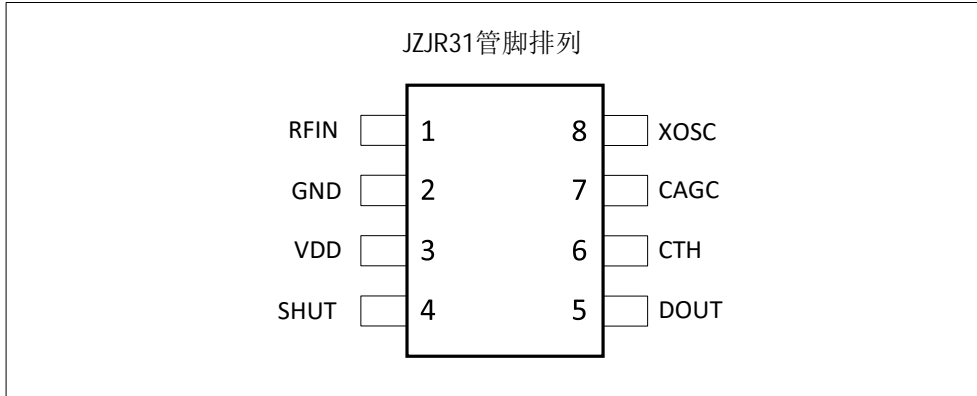 JZJR31管脚排列
RFIN 1 8 XOSC
GND 2 7 CAGC
VDD 3 6 CTH
SHUT 4 5 DOUT